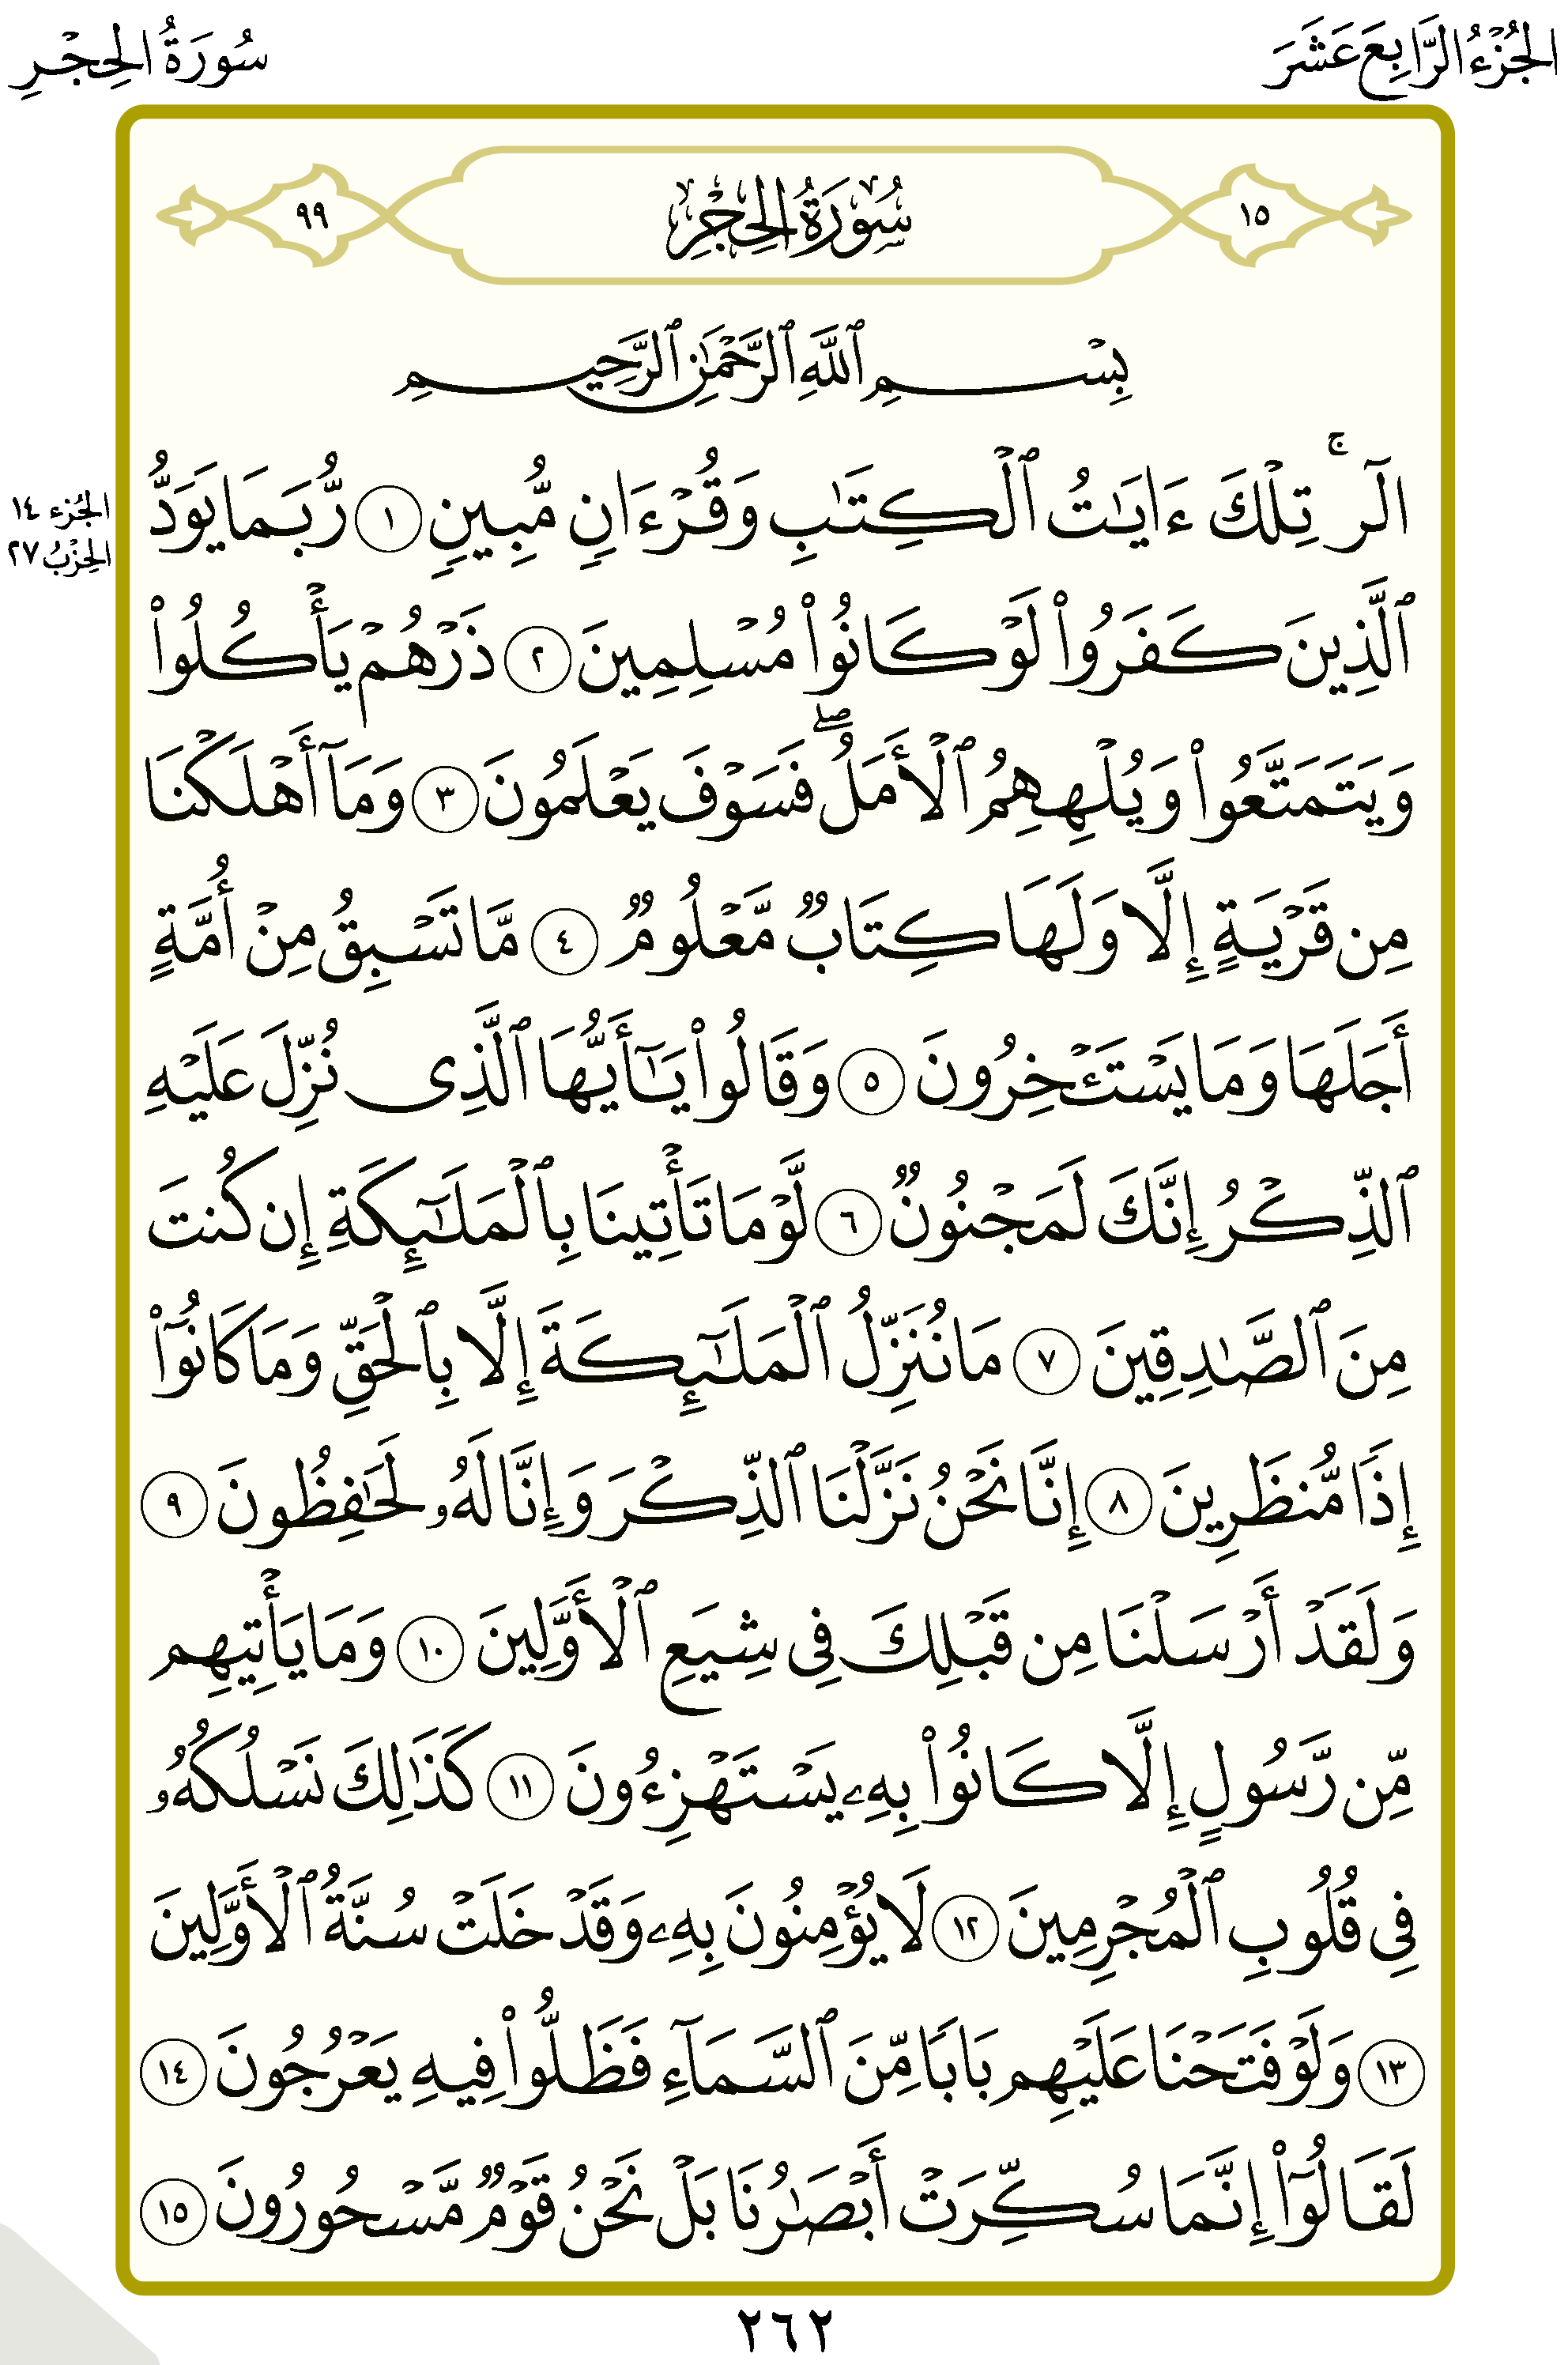 الجُزْءُ الرَّابِعَ عَشَرَ
سُورَةُ الحِجْرِ
١٥
سُورَةُ الحِجْرِ
٩٩
بِسْمِ ٱللَّهِ ٱلرَّحْمَٰنِ ٱلرَّحِيمِ
الٓرۚ تِلْكَ ءَايَٰتُ ٱلْكِتَٰبِ وَقُرْءَانٍ مُّبِينٍ ١ رُّبَمَا يَوَدُّ
الجُزء ١٤
الحِزْبُ ٢٧
ٱلَّذِينَ كَفَرُوا۟ لَوْ كَانُوا۟ مُسْلِمِينَ ٢ ذَرْهُمْ يَأْكُلُوا۟
وَيَتَمَتَّعُوا۟ وَيُلْهِهِمُ ٱلْأَمَلُۖ فَسَوْفَ يَعْلَمُونَ ٣ وَمَآ أَهْلَكْنَا
مِن قَرْيَةٍ إِلَّا وَلَهَا كِتَابٌ مَّعْلُومٌ ٤ مَّا تَسْبِقُ مِنْ أُمَّةٍ
أَجَلَهَا وَمَا يَسْتَـْٔخِرُونَ ٥ وَقَالُوا۟ يَٰٓأَيُّهَا ٱلَّذِى نُزِّلَ عَلَيْهِ
ٱلذِّكْرُ إِنَّكَ لَمَجْنُونٌ ٦ لَّوْ مَا تَأْتِينَا بِٱلْمَلَٰٓئِكَةِ إِن كُنتَ
مِنَ ٱلصَّٰدِقِينَ ٧ مَا نُنَزِّلُ ٱلْمَلَٰٓئِكَةَ إِلَّا بِٱلْحَقِّ وَمَا كَانُوٓا۟
إِذًا مُّنظَرِينَ ٨ إِنَّا نَحْنُ نَزَّلْنَا ٱلذِّكْرَ وَإِنَّا لَهُۥ لَحَٰفِظُونَ ٩
وَلَقَدْ أَرْسَلْنَا مِن قَبْلِكَ فِى شِيَعِ ٱلْأَوَّلِينَ ١٠ وَمَا يَأْتِيهِم
مِّن رَّسُولٍ إِلَّا كَانُوا۟ بِهِۦ يَسْتَهْزِءُونَ ١١ كَذَٰلِكَ نَسْلُكُهُۥ
فِى قُلُوبِ ٱلْمُجْرِمِينَ ١٢ لَا يُؤْمِنُونَ بِهِۦ وَقَدْ خَلَتْ سُنَّةُ ٱلْأَوَّلِينَ
١٣ وَلَوْ فَتَحْنَا عَلَيْهِم بَابًا مِّنَ ٱلسَّمَآءِ فَظَلُّوا۟ فِيهِ يَعْرُجُونَ ١٤
لَقَالُوٓا۟ إِنَّمَا سُكِّرَتْ أَبْصَٰرُنَا بَلْ نَحْنُ قَوْمٌ مَّسْحُورُونَ ١٥
٢٦٢